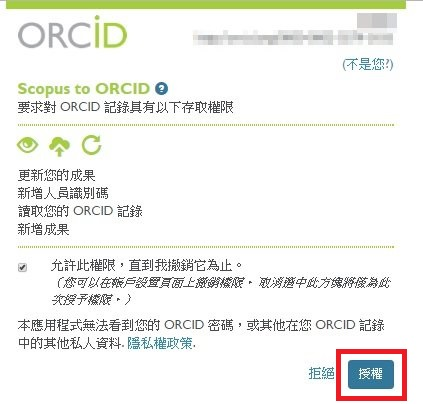 ORCID
(不是您?)
Scopus to ORCID ?
要求對 ORCID 記錄具有以下存取權限
更新您的成果
新增人員識別碼
讀取您的 ORCID 記錄
新增成果
允許此權限，直到我撤銷它為止。
（您可以在帳戶設置頁面上撤銷權限， 取消選中此方塊將僅為此
次授予權限，）
本應用程式無法看到您的 ORCID 密碼，或其他在您 ORCID 記錄
中的其他私人資料. 隱私權政策.
拒絕 授權